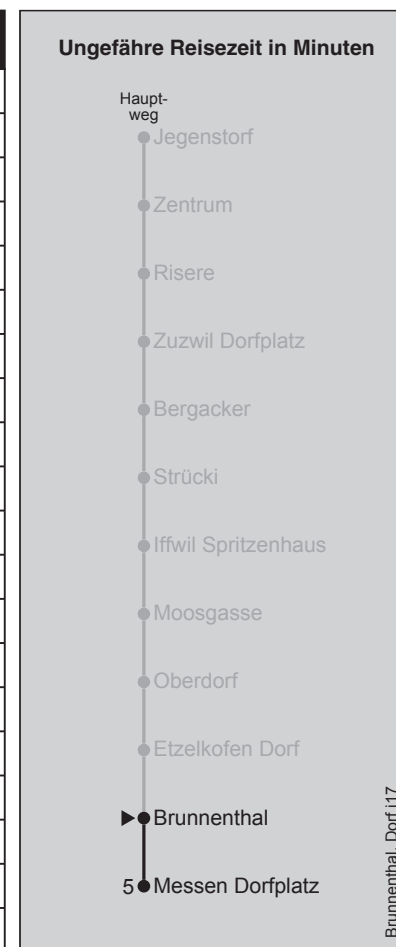 Ungefähre Reisezeit in Minuten
Haupt-
weg
Jegenstorf
Zentrum
Risere
Zuzwil Dorfplatz
Bergacker
Strücki
Iffwil Spritzenhaus
Moosgasse
Oberdorf
Etzelkofen Dorf
Brunnenthal
5 Messen Dorfplatz
Brunnenthal, Dorf j17